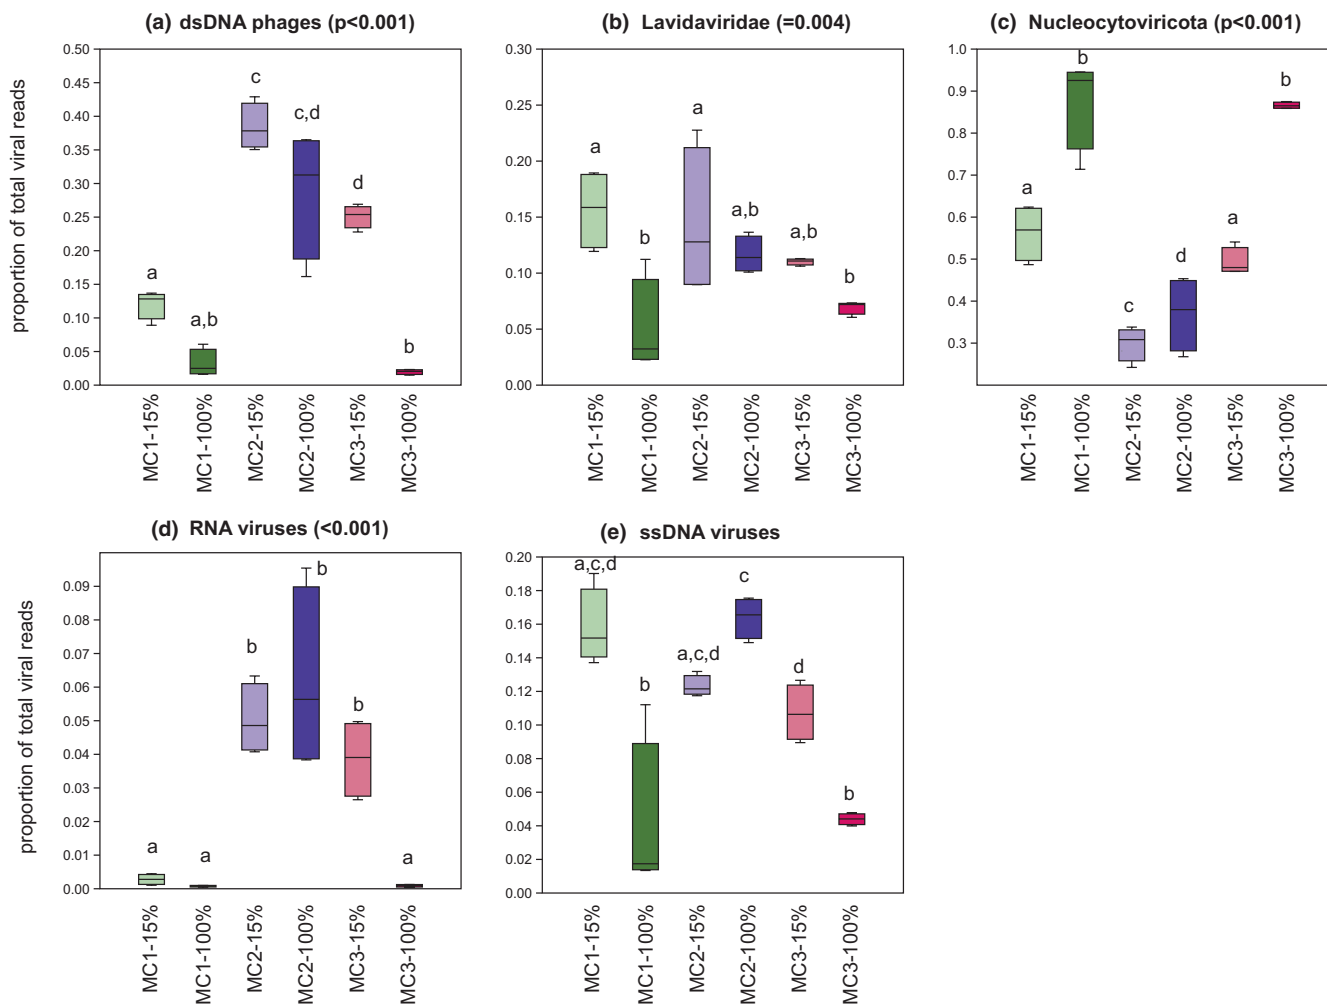 (a) dsDNA phages (p<0.001)
proportion of total viral reads
0.50
0.45
0.40
0.35
0.30
0.25
0.20
0.15
0.10
0.05
0.00
a
a,b
c
c,d
d
b
MC1-15%
MC1-100%
MC2-15%
MC2-100%
MC3-15%
MC3-100%
(b) Lavidaviridae (=0.004)
0.30
0.25
0.20
0.15
0.10
0.05
0.00
a
b
a
a,b
a,b
b
MC1-15%
MC1-100%
MC2-15%
MC2-100%
MC3-15%
MC3-100%
(c) Nucleocytoviricota (p<0.001)
1.0
0.9
0.8
0.7
0.6
0.5
0.4
0.3
a
b
c
d
a
b
MC1-15%
MC1-100%
MC2-15%
MC2-100%
MC3-15%
MC3-100%
(d) RNA viruses (<0.001)
proportion of total viral reads
0.09
0.08
0.07
0.06
0.05
0.04
0.03
0.02
0.01
0.00
a
a
b
b
b
a
MC1-15%
MC1-100%
MC2-15%
MC2-100%
MC3-15%
MC3-100%
(e) ssDNA viruses
0.20
0.18
0.16
0.14
0.12
0.10
0.08
0.06
0.04
0.02
0.00
a,c,d
b
a,c,d
c
d
b
MC1-15%
MC1-100%
MC2-15%
MC2-100%
MC3-15%
MC3-100%